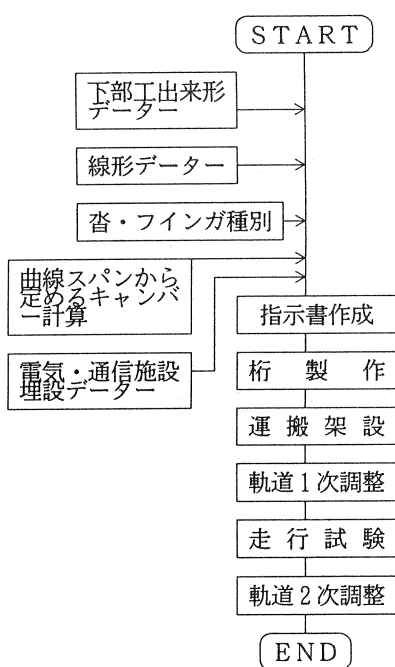 START
下部工出来形
データー
線形データー
沓・フインガ種別
曲線スパンから
定めるキャンバ
ー計算
電気・通信施設
埋設データー
指示書作成
桁製作
運搬架設
軌道1次調整
走行試験
軌道2次調整
END